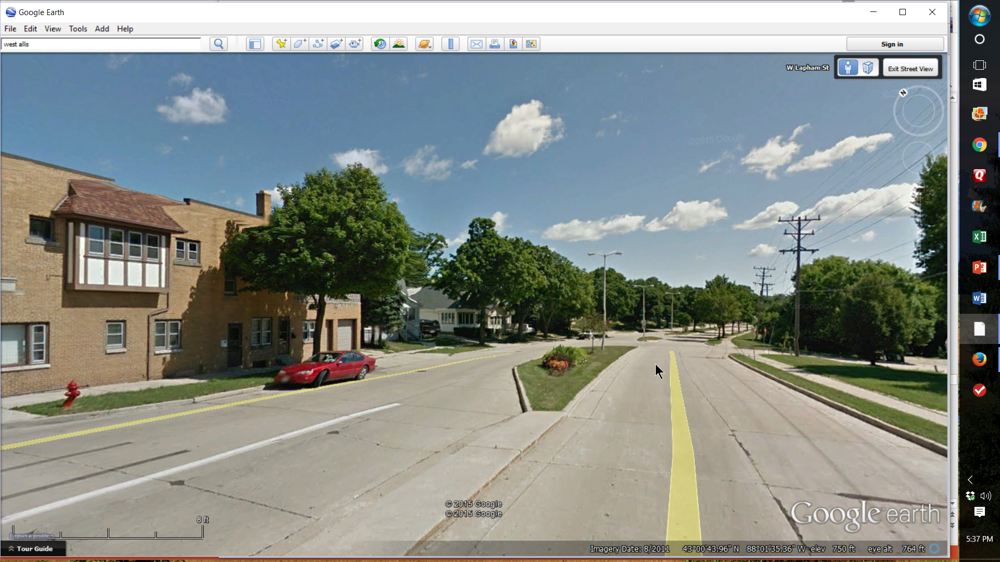 Google Earth
File Edit View Tools Add Help
west allis
Sign in
W Lapham St
Exit Street View
N
©2015 Google
© 2015 Google
© 2015 Google
Google earth
8 ft
Report a problem
Tour Guide
Imagery Date: 8/2011 43°00'43.96" N 88°01'35.36" W elev 750 ft eye alt 764 ft
5:37 PM